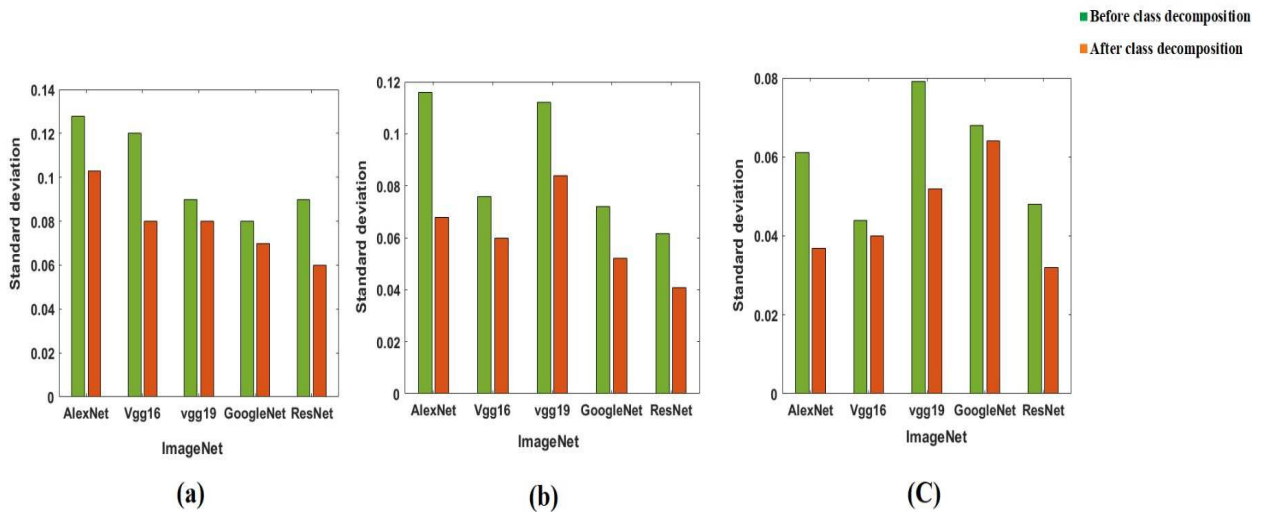 Before class decomposition
After class decomposition
0.14
0.12
0.1
0.08
0.06
0.04
0.02
0
Standard deviation
AlexNet Vgg16 vgg19 GoogleNet ResNet
ImageNet
(a)
0.12
0.1
0.08
0.06
0.04
0.02
0
Standard deviation
AlexNet Vgg16 vgg19 GoogleNet ResNet
ImageNet
(b)
0.08
0.06
0.04
0.02
0
Standard deviation
AlexNet Vgg16 vgg19 GoogleNet ResNet
ImageNet
(C)